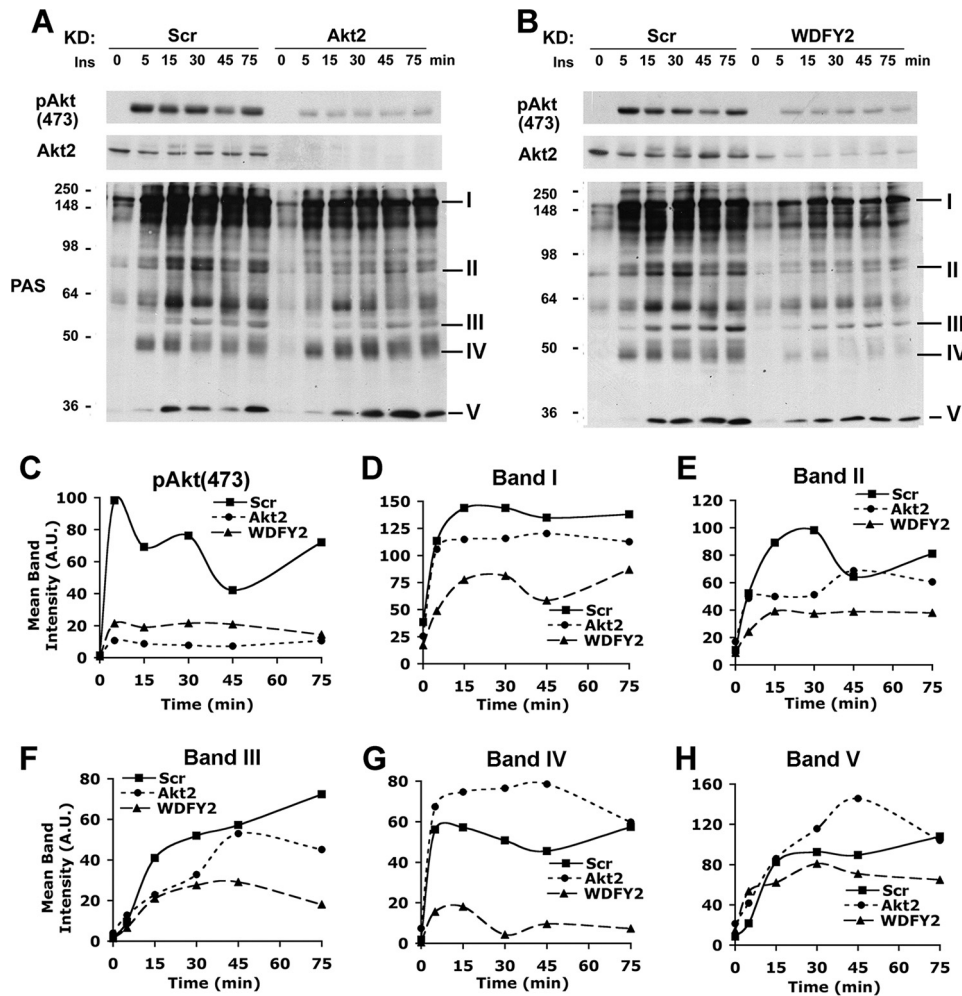 A
KD: Scr Akt2
Ins 0 5 15 30 45 75 0 5 15 30 45 75 min
pAkt
(473)
Akt2
250 -
148 -
98 -
64 -
50 -
36 -
PAS
I
II
III
IV
V
B
KD: Scr WDFY2
Ins 0 5 15 30 45 75 0 5 15 30 45 75 min
pAkt
(473)
Akt2
250 -
148 -
98 -
64 -
50 -
36 -
I
II
III
IV
V
C
pAkt(473)
Scr
Akt2
WDFY2
Mean Band
Intensity (A.U.)
100
80
60
40
20
0
0 15 30 45 60 75
Time (min)
D
Band I
150
125
100
75
50
25
0
Scr
Akt2
WDFY2
0 15 30 45 60 75
Time (min)
E
Band II
120
100
80
60
40
20
0
Scr
Akt2
WDFY2
0 15 30 45 60 75
Time (min)
F
Band III
Scr
Akt2
WDFY2
Mean Band
Intensity (A.U.)
80
60
40
20
0
0 15 30 45 60 75
Time (min)
G
Band IV
80
60
40
20
0
Scr
Akt2
WDFY2
0 15 30 45 60 75
Time (min)
H
Band V
160
120
80
40
0
Scr
Akt2
WDFY2
0 15 30 45 60 75
Time (min)